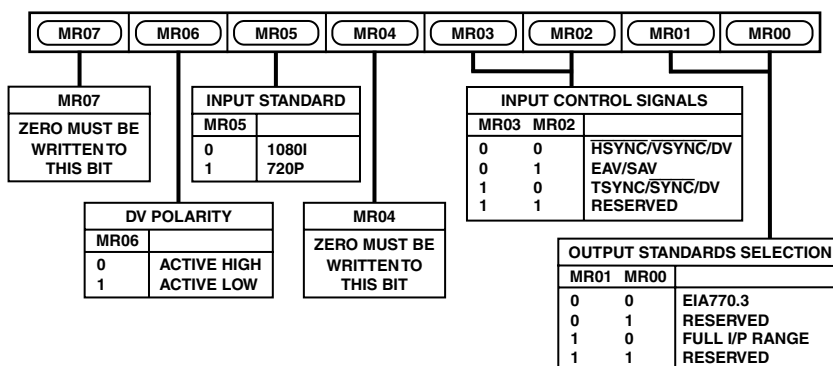 MR07 MR06 MR05 MR04 MR03 MR02 MR01 MR00
MR07
ZERO MUST BE
WRITTEN TO
THIS BIT
INPUT STANDARD
MR05
0 1080I
1 720P
INPUT CONTROL SIGNALS
MR03 MR02
0 0 HSYNC/VSYNC/DV
0 1 EAV/SAV
1 0 TSYNC/SYNC/DV
1 1 RESERVED
DV POLARITY
MR06
0 ACTIVE HIGH
1 ACTIVE LOW
MR04
ZERO MUST BE
WRITTEN TO
THIS BIT
OUTPUT STANDARDS SELECTION
MR01 MR00
0 0 EIA770.3
0 1 RESERVED
1 0 FULL I/P RANGE
1 1 RESERVED